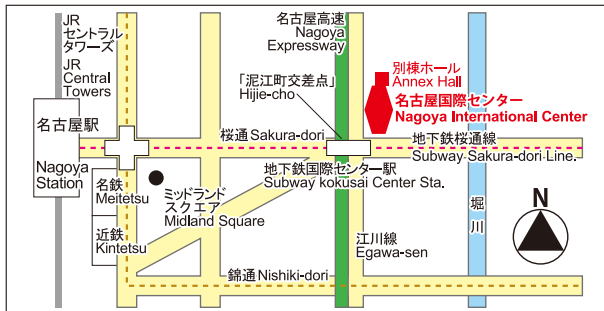 JR
セントラル
タワーズ
JR
Central
Towers
名古屋駅
Nagoya
Station
名鉄
Meitetsu
近鉄
Kintetsu
ミッドランド
スクエア
Midland Square
桜通 Sakura-dori
名古屋高速
Nagoya
Expressway
「泥江町交差点」
Hijie-cho
別棟ホール
Annex Hall
名古屋国際センター
Nagoya International Center
地下鉄桜通線
Subway Sakura-dori Line.
地下鉄国際センター駅
Subway kokusai Center Sta.
江川線
Egawa-sen
堀川
錦通 Nishiki-dori
N